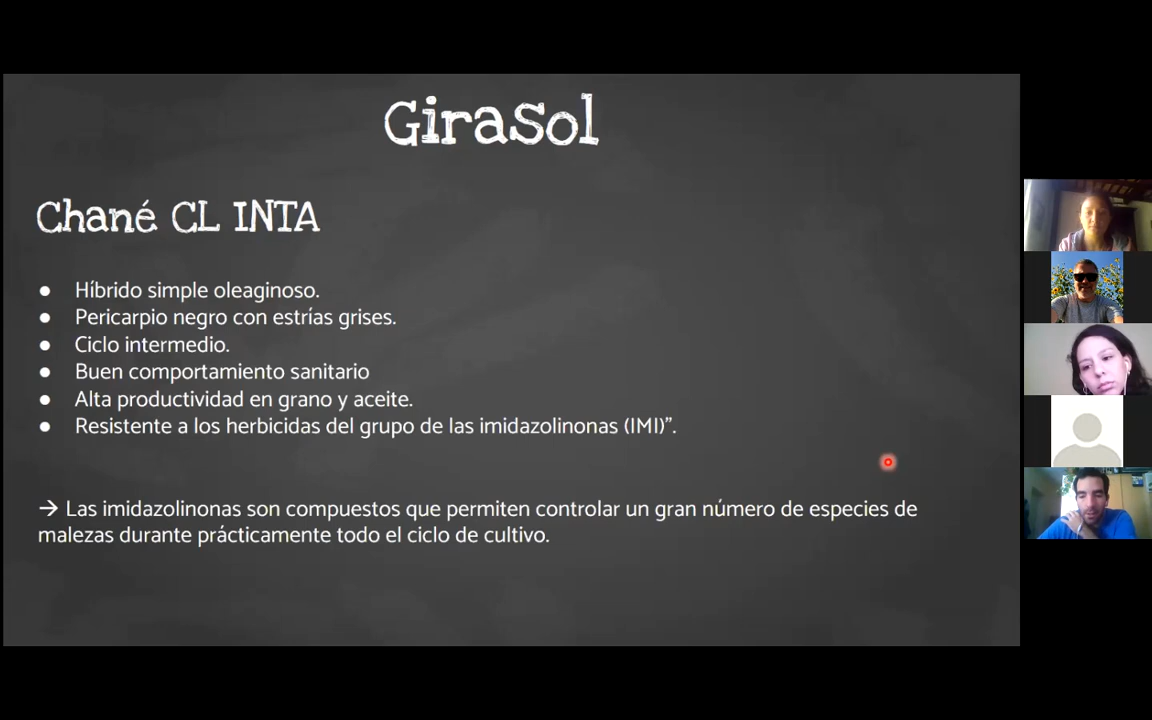 Girasol
Chané CL INTA
● Híbrido simple oleaginoso.
● Pericarpio negro con estrías grises.
● Ciclo intermedio.
● Buen comportamiento sanitario
● Alta productividad en grano y aceite.
● Resistente a los herbicidas del grupo de las imidazolinonas (IMI)”.
→ Las imidazolinonas son compuestos que permiten controlar un gran número de especies de
malezas durante prácticamente todo el ciclo de cultivo.